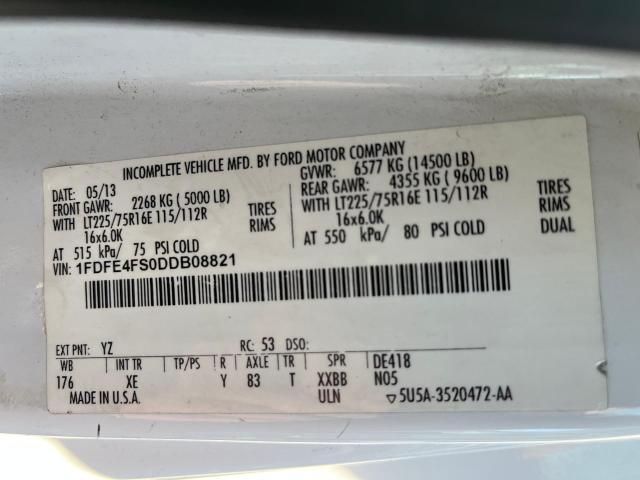 INCOMPLETE VEHICLE MFD. BY FORD MOTOR COMPANY
DATE: 05/13 GVWR: 6577 KG (14500 LB)
FRONT GAWR: 2268 KG (5000 LB) REAR GAWR: 4355 KG (9600 LB)
WITH LT225/75R16E 115/112R TIRES WITH LT225/75R16E 115/112R TIRES
16x6.0K RIMS 16x6.0K RIMS
AT 515 kPa/ 75 PSI COLD AT 550 kPa/ 80 PSI COLD DUAL
VIN: 1FDFE4FS0DDB08821
EXT PNT: YZ RC: 53 DSO:
WB INT TR TP/PS R AXLE TR SPR DE418
176 XE Y 83 T XXBB N05
MADE IN U.S.A. ULN ▽5U5A-3520472-AA